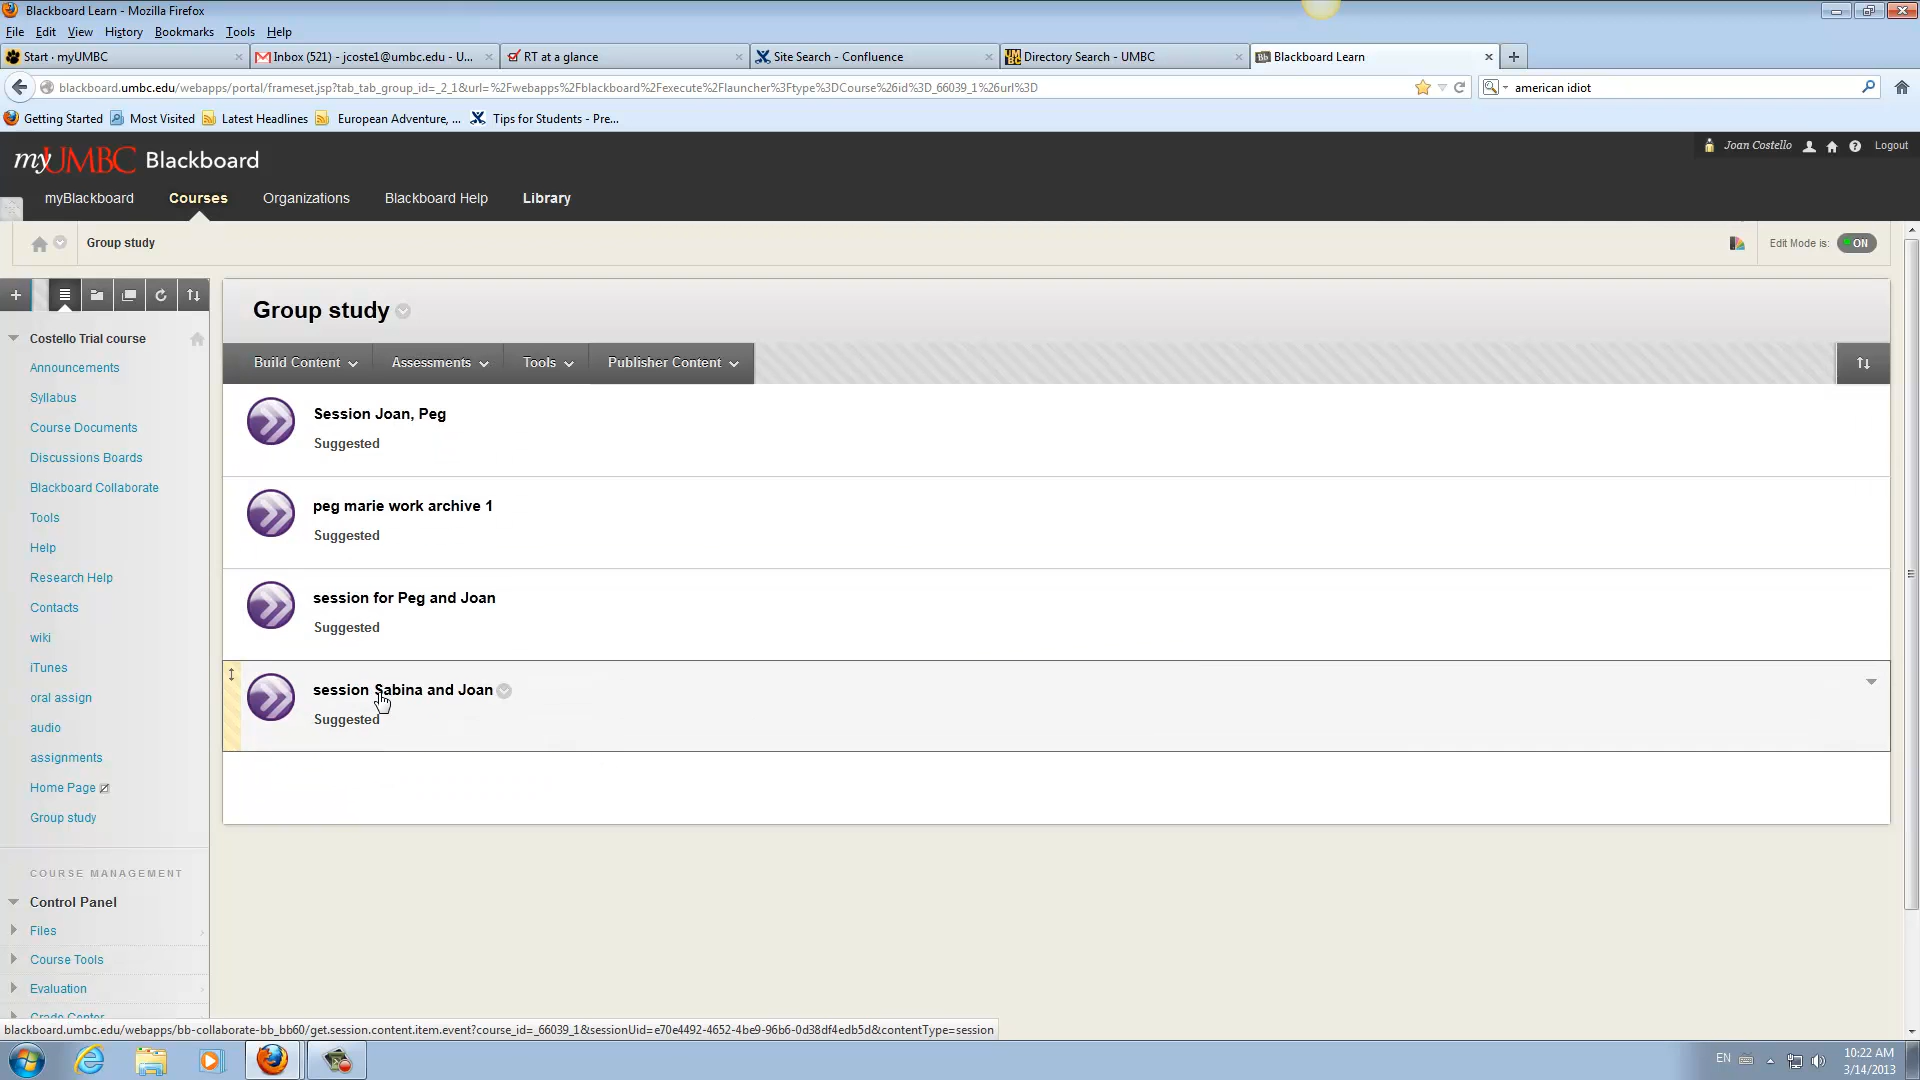 Blackboard Learn - Mozilla Firefox
File Edit View History Bookmarks Tools Help
Start · myUMBC
Inbox (521) - jcoste1@umbc.edu - U...
RT at a glance
Site Search - Confluence
Directory Search - UMBC
Blackboard Learn
blackboard.umbc.edu/webapps/portal/frameset.jsp?tab_tab_group_id=_2_1&url=%2Fwebapps%2Fblackboard%2Fexecute%2Flauncher%3Ftype%3DCourse%26id%3D_66039_1%26url%3D
american idiot
Getting Started Most Visited Latest Headlines European Adventure, ... Tips for Students - Pre...
myUMBC Blackboard
Joan Costello Logout
myBlackboard Courses Organizations Blackboard Help Library
Group study
Edit Mode is: ON
Group study
Build Content Assessments Tools Publisher Content
Session Joan, Peg
Suggested
peg marie work archive 1
Suggested
session for Peg and Joan
Suggested
session Sabina and Joan
Suggested
Costello Trial course
Announcements
Syllabus
Course Documents
Discussions Boards
Blackboard Collaborate
Tools
Help
Research Help
Contacts
wiki
iTunes
oral assign
audio
assignments
Home Page
Group study
COURSE MANAGEMENT
Control Panel
Files
Course Tools
Evaluation
Grade Center
blackboard.umbc.edu/webapps/bb-collaborate-bb_bb60/get.session.content.item.event?course_id=_66039_1&sessionUid=e70e4492-4652-4be9-96b6-0d38df4edb5d&contentType=session
EN
10:22 AM
3/14/2013